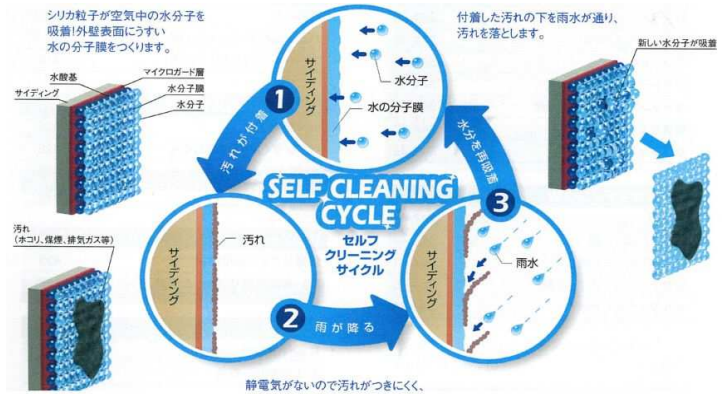 シリカ粒子が空気中の水分子を
吸着!外壁表面にうすい
水の分子膜をつくります。
水酸基
マイクロガード層
サイディング
水分子膜
水分子
サイディング
水分子
水の分子膜
付着した汚れの下を雨水が通り、
汚れを落とします。
新しい水分子が吸着
1
汚れが付着
水分を再吸着
SELF CLEANING
CYCLE
セルフ
クリーニング
サイクル
3
汚れ
(ホコリ、煤煙、排気ガス等)
サイディング
汚れ
2
雨が降る
サイディング
雨水
静電気がないので汚れがつきにくく、